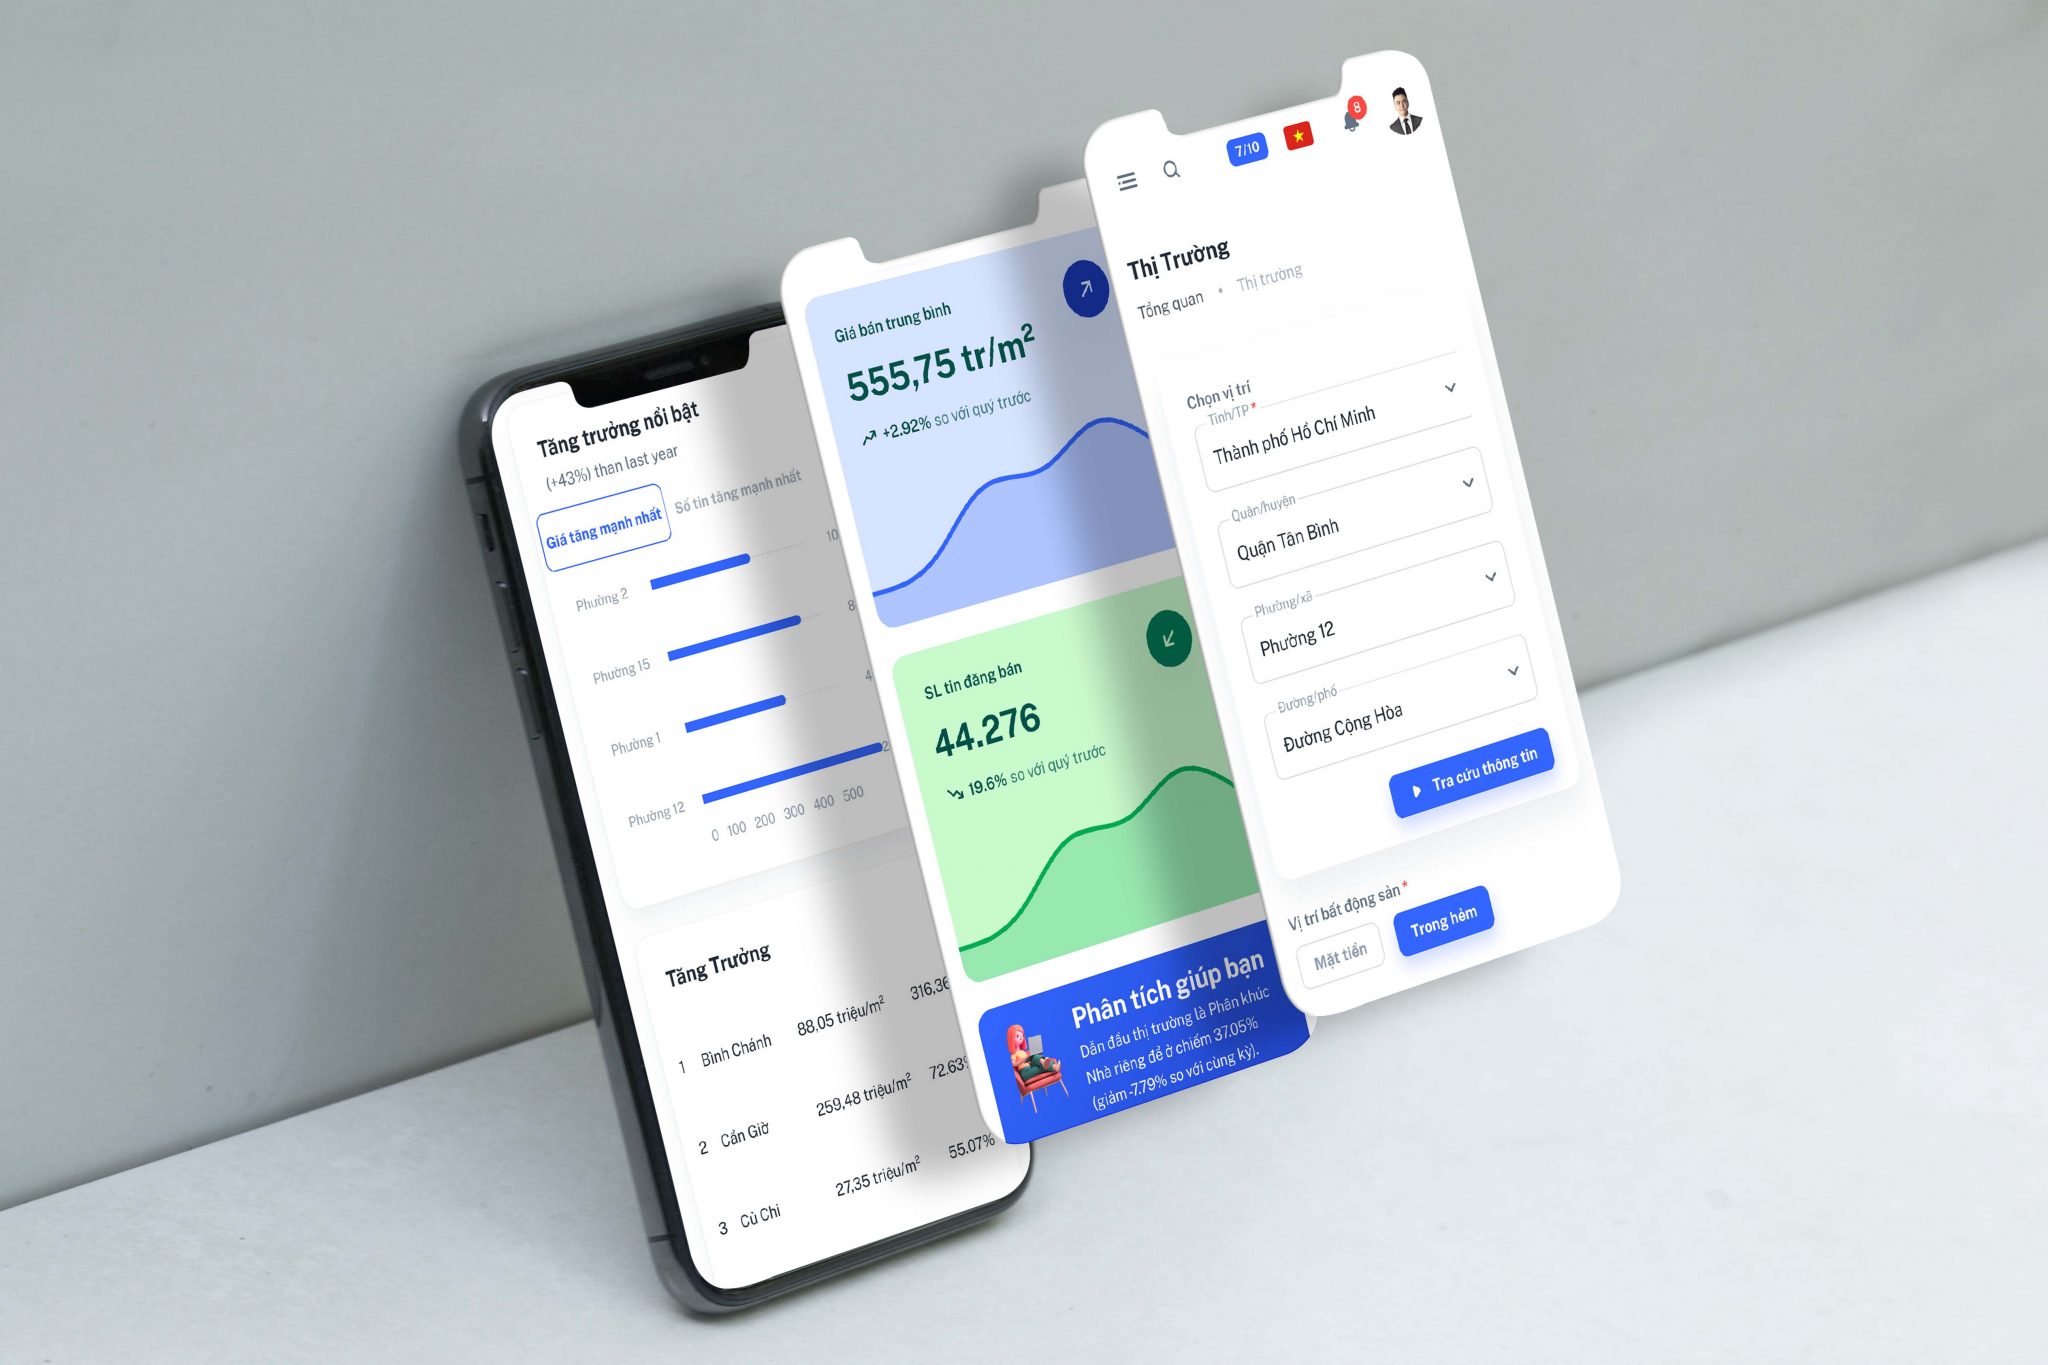 Tăng trưởng nổi bật
(+43%) than last year
Giá tăng mạnh nhất
Số tin tăng mạnh nhất
Phường 2
10
Phường 15
8
Phường 1
4
Phường 12
2
0 100 200 300 400 500
Tăng Trưởng
1 Bình Chánh 88,05 triệu/m² 316,36
2 Cần Giờ 259,48 triệu/m² 72.63%
3 Củ Chi 27,35 triệu/m² 55.07%
Giá bán trung bình
555,75 tr/m²
+2.92% so với quý trước
SL tin đăng bán
44.276
19.6% so với quý trước
Phân tích giúp bạn
Dẫn đầu thị trường là Phân khúc
Nhà riêng để ở chiếm 37.05%
(giảm -7.79% so với cùng kỳ).
7/10
8
Thị Trường
Tổng quan • Thị trường
Chọn vị trí
Tỉnh/TP *
Thành phố Hồ Chí Minh
Quận/huyện
Quận Tân Bình
Phường/xã
Phường 12
Đường/phố
Đường Cộng Hòa
Tra cứu thông tin
Vị trí bất động sản *
Mặt tiền
Trong hẻm